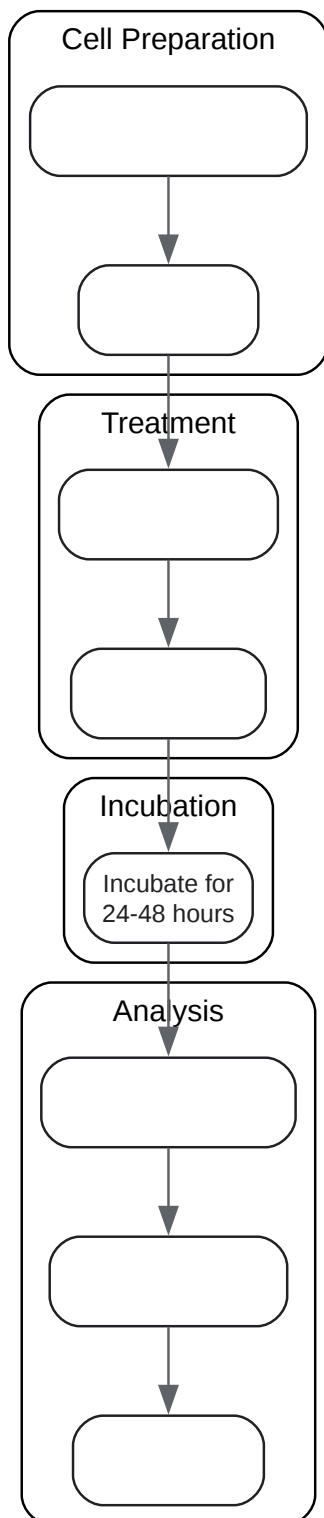 Cell Preparation
Treatment
Incubation
Incubate for
24-48 hours
Analysis